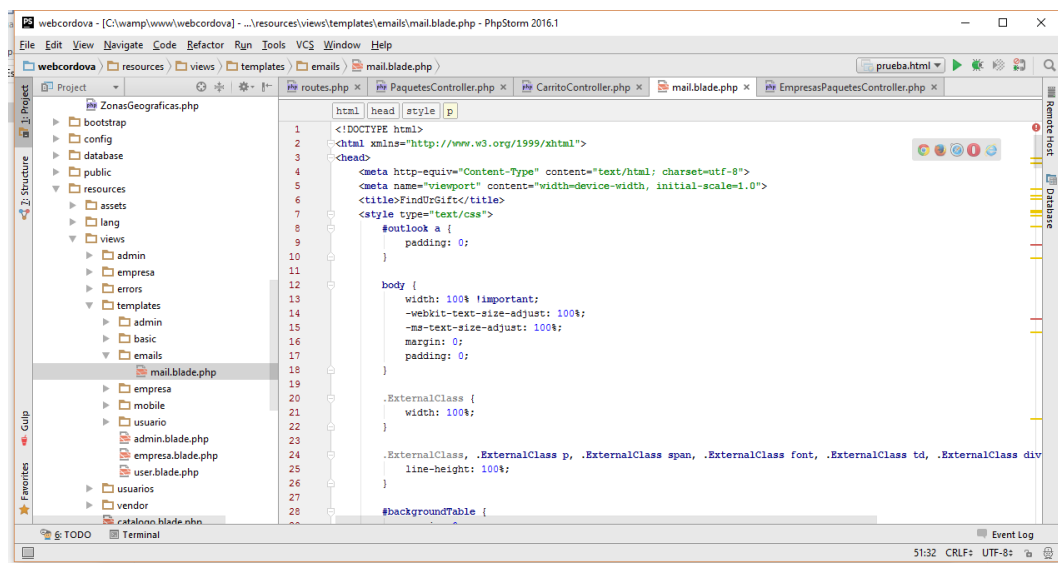 webcordova - [C:\wamp\www\webcordova] - ...\resources\views\templates\emails\mail.blade.php - PhpStorm 2016.1
File Edit View Navigate Code Refactor Run Tools VCS Window Help
webcordova resources views templates emails mail.blade.php prueba.html
Project routes.php PaquetesController.php CarritoController.php mail.blade.php EmpresasPaquetesController.php
1: Project
7: Structure
Gulp
Favorites
ZonasGeograficas.php
bootstrap
config
database
public
resources
assets
lang
views
admin
empresa
errors
templates
admin
basic
emails
mail.blade.php
empresa
mobile
usuario
admin.blade.php
empresa.blade.php
user.blade.php
usuarios
vendor
catalogo.blade.php
html head style p
1 <!DOCTYPE html>
2 <html xmlns="http://www.w3.org/1999/xhtml">
3 <head>
4 <meta http-equiv="Content-Type" content="text/html; charset=utf-8">
5 <meta name="viewport" content="width=device-width, initial-scale=1.0">
6 <title>FindUrGift</title>
7 <style type="text/css">
8 #outlook a {
9 padding: 0;
10 }
11
12 body {
13 width: 100% !important;
14 -webkit-text-size-adjust: 100%;
15 -ms-text-size-adjust: 100%;
16 margin: 0;
17 padding: 0;
18 }
19
20 .ExternalClass {
21 width: 100%;
22 }
23
24 .ExternalClass, .ExternalClass p, .ExternalClass span, .ExternalClass font, .ExternalClass td, .ExternalClass div
25 line-height: 100%;
26 }
27
28 #backgroundTable {
Remote Host
Database
6: TODO Terminal Event Log
51:32 CRLF UTF-8